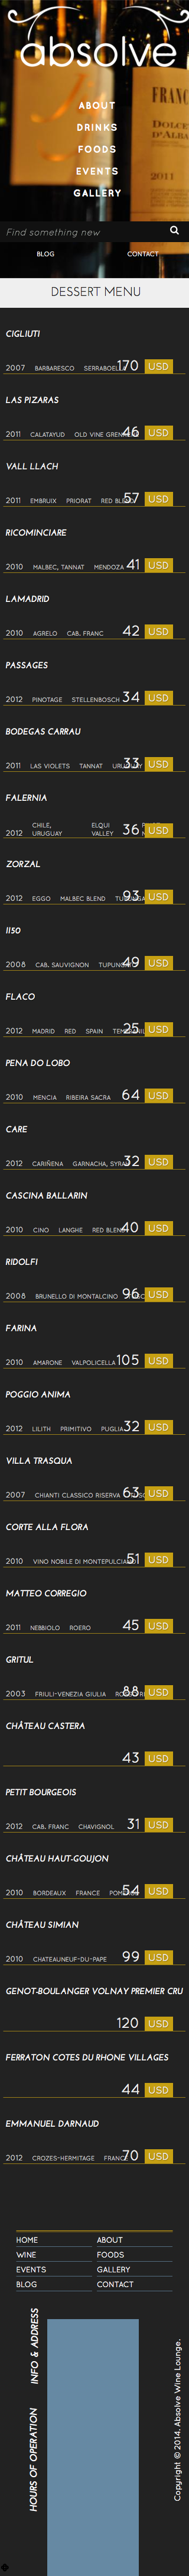 absolve
ABOUT
DRINKS
FOODS
EVENTS
GALLERY
Find something new
BLOG CONTACT
DESSERT MENU
CIGLIUTI
2007 BARBARESCO SERRABOELLA 170 USD
LAS PIZARAS
2011 CALATAYUD OLD VINE 46 USD
VALL LLACH
2011 EMBRUIX PRIORAT RED 57 USD
RICOMINCIARE
2010 MALBEC, TANNAT MENDOZA 41 USD
LAMADRID
2010 AGRELO CAB. FRANC 42 USD
PASSAGES
2012 PINOTAGE STELLENBOSCH 34 USD
BODEGAS CARRAU
2011 LAS VIOLETS TANNAT URUGUAY 33 USD
FALERNIA
2012 CHILE, URUGUAY ELQUI VALLEY 36 USD
ZORZAL
2012 EGGO MALBEC BLEND 93 USD
1150
2008 CAB. SAUVIGNON TUPUNGATO 49 USD
FLACO
2012 MADRID RED SPAIN 25 USD
PENA DO LOBO
2010 MENCIA RIBEIRA SACRA 64 USD
CARE
2012 CARIÑENA GARNACHA, SYRAH 32 USD
CASCINA BALLARIN
2010 CINO LANGHE RED BLEND 40 USD
RIDOLFI
2008 BRUNELLO DI MONTALCINO 96 USD
FARINA
2010 AMARONE VALPOLICELLA 105 USD
POGGIO ANIMA
2012 LILITH PRIMITIVO PUGLIA 32 USD
VILLA TRASQUA
2007 CHIANTI CLASSICO RISERVA 63 USD
CORTE ALLA FLORA
2010 VINO NOBILE DI MONTEPULCIANO 51 USD
MATTEO CORREGIO
2011 NEBBIOLO ROERO 45 USD
GRITUL
2003 FRIULI-VENEZIA GIULIA 88 USD
CHÂTEAU CASTERA
43 USD
PETIT BOURGEOIS
2012 CAB. FRANC CHAVIGNOL 31 USD
CHÂTEAU HAUT-GOUJON
2010 BORDEAUX FRANCE 54 USD
CHÂTEAU SIMIAN
2010 CHATEAUNEUF-DU-PAPE 99 USD
GENOT-BOULANGER VOLNAY PREMIER CRU
120 USD
FERRATON COTES DU RHONE VILLAGES
44 USD
EMMANUEL DARNAUD
2012 CROZES-HERMITAGE FRANCE 70 USD
HOME ABOUT
WINE FOODS
EVENTS GALLERY
BLOG CONTACT
INFO & ADDRESS
HOURS OF OPERATION
Copyright © 2014. Absolve Wine Lounge.